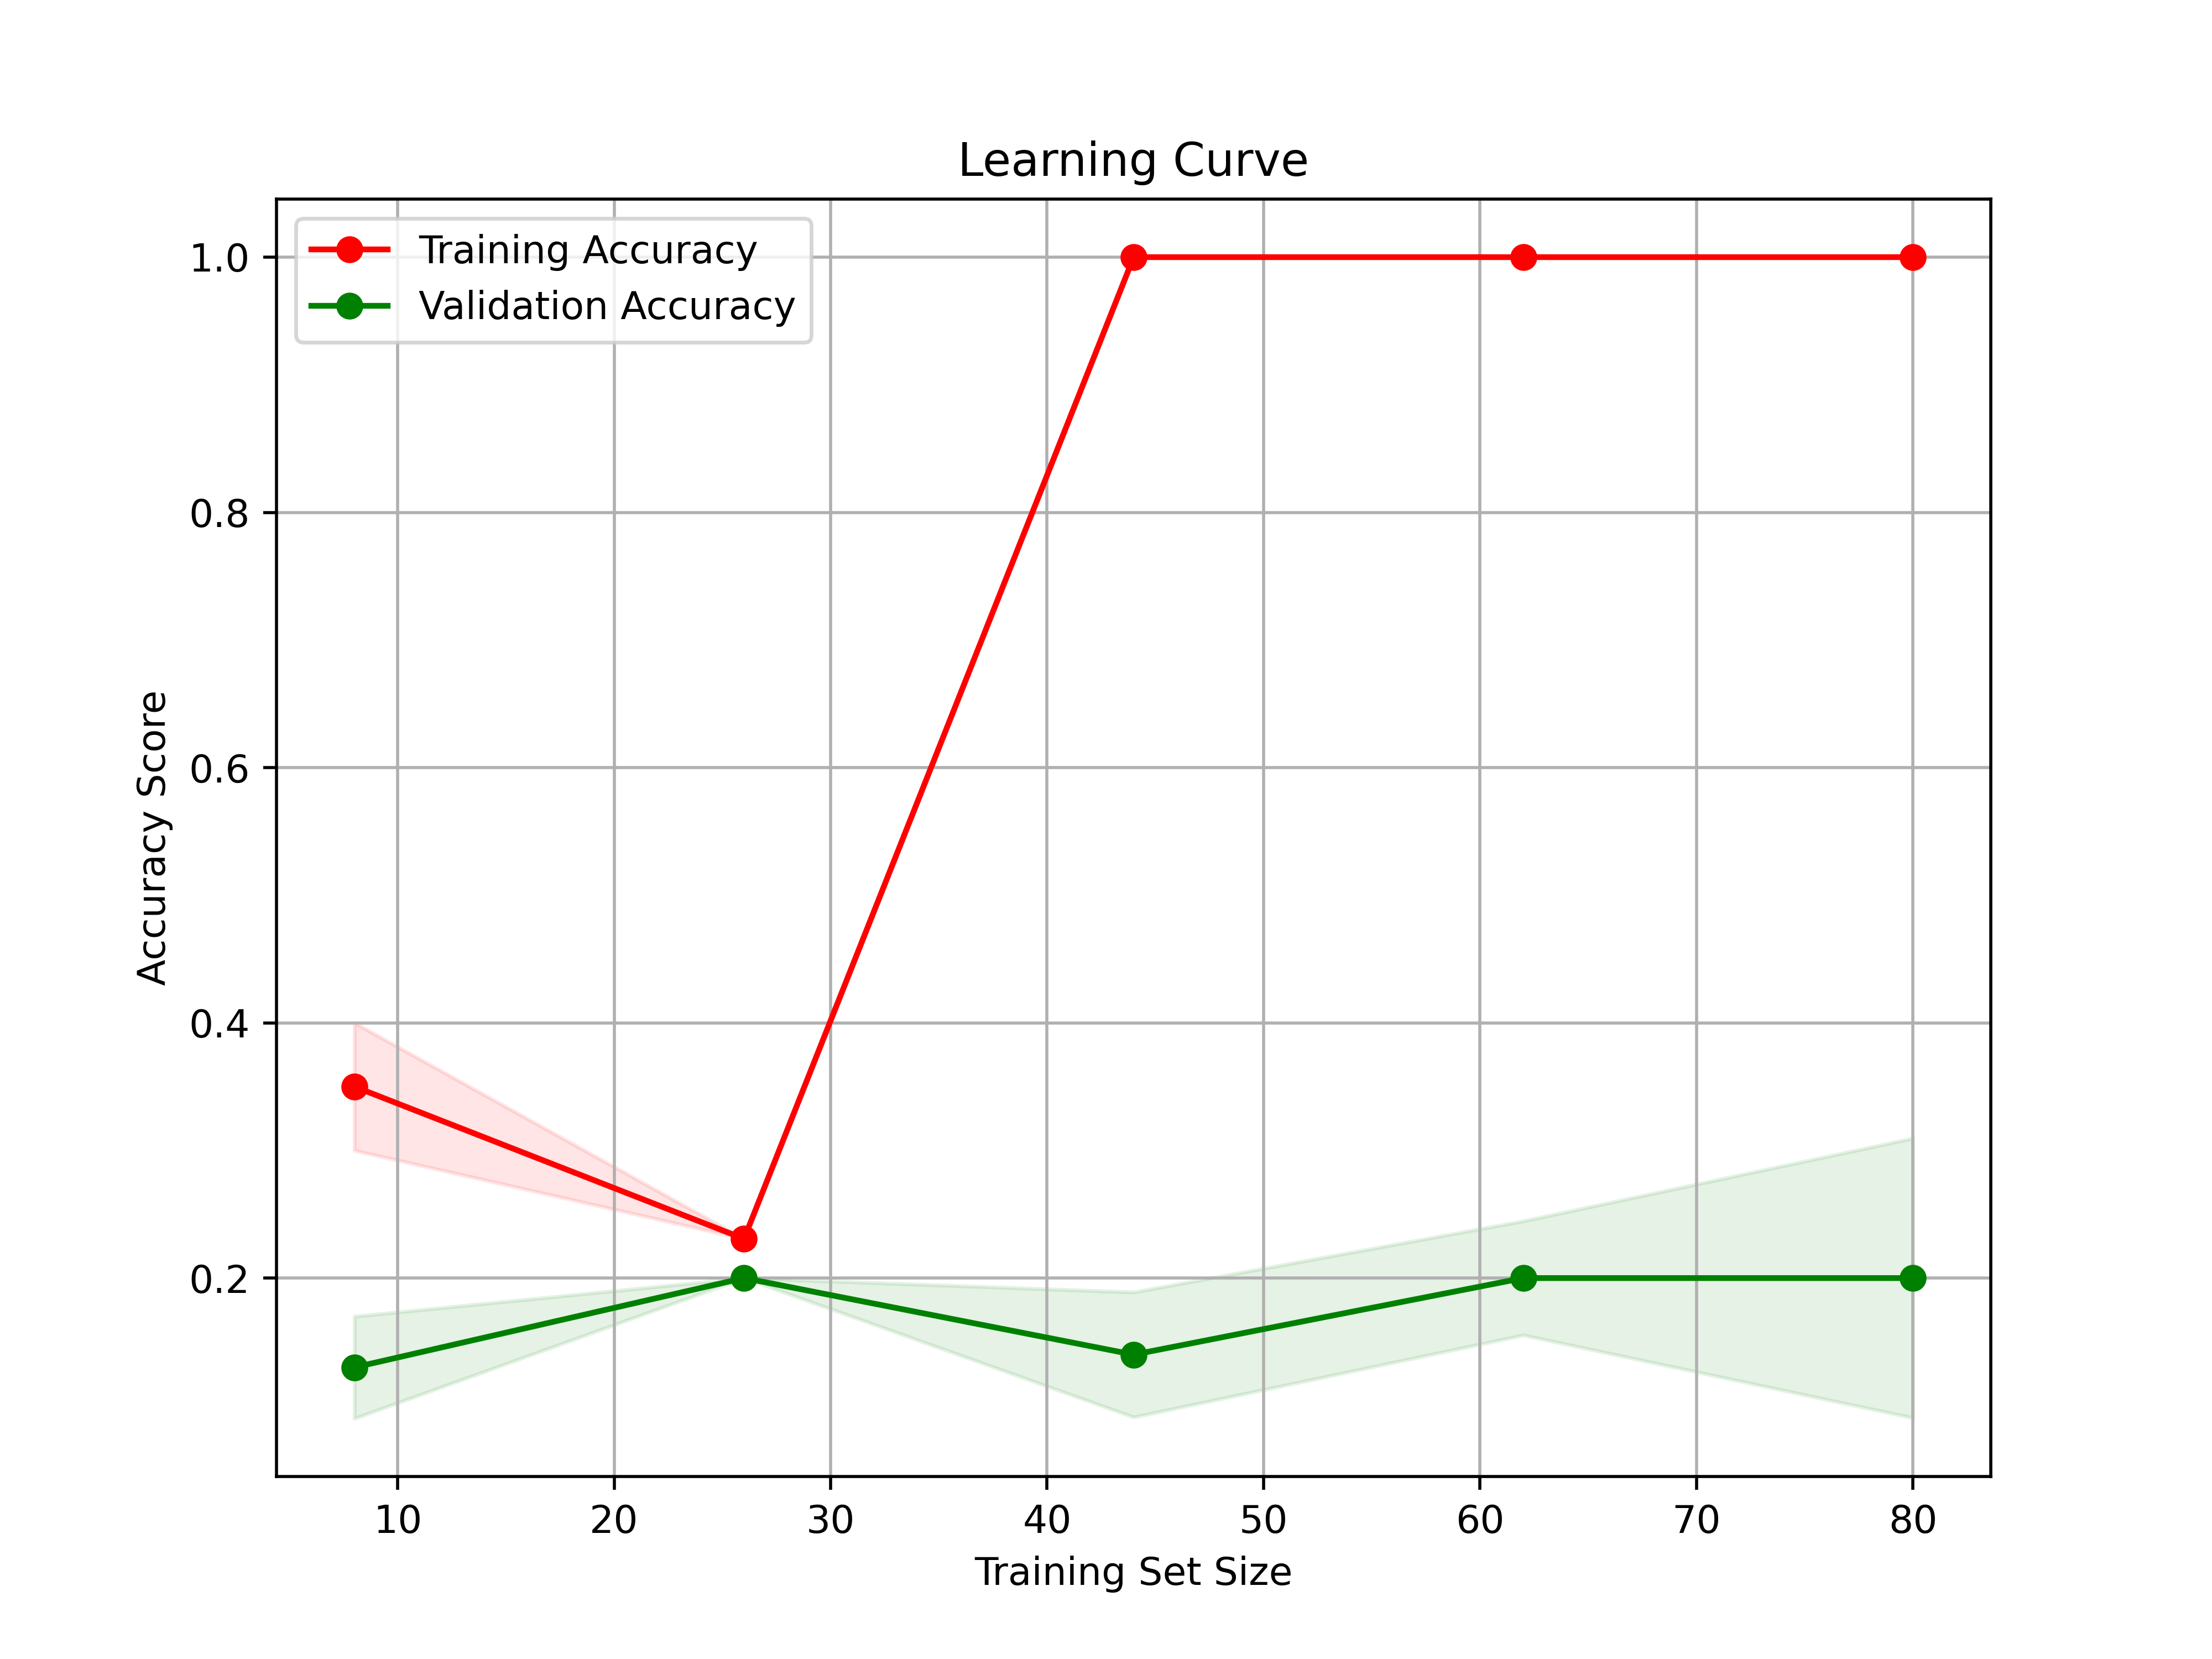 Learning Curve
Training Accuracy
Validation Accuracy
1.0
0.8
0.6
0.4
0.2
Accuracy Score
10 20 30 40 50 60 70 80
Training Set Size